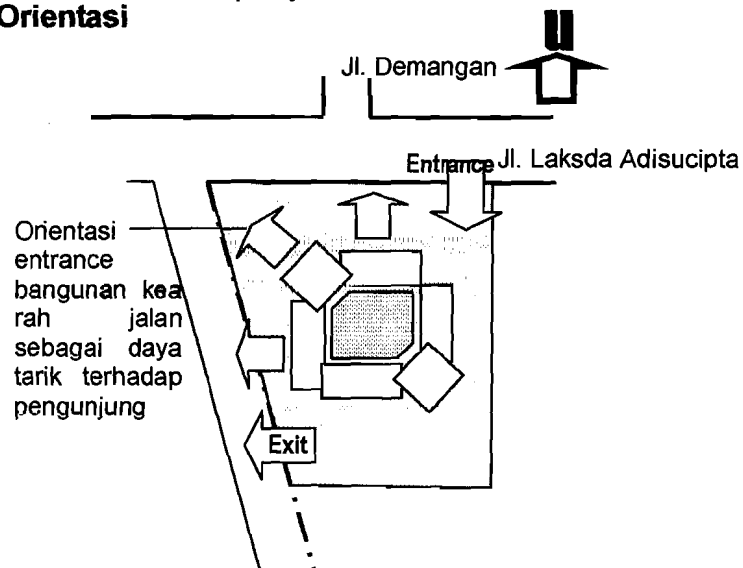 Orientasi
U
Jl. Demangan
Entrance
Jl. Laksda Adisucipta
Orientasi
entrance
bangunan kea
rah jalan
sebagai daya
tarik terhadap
pengunjung
Exit